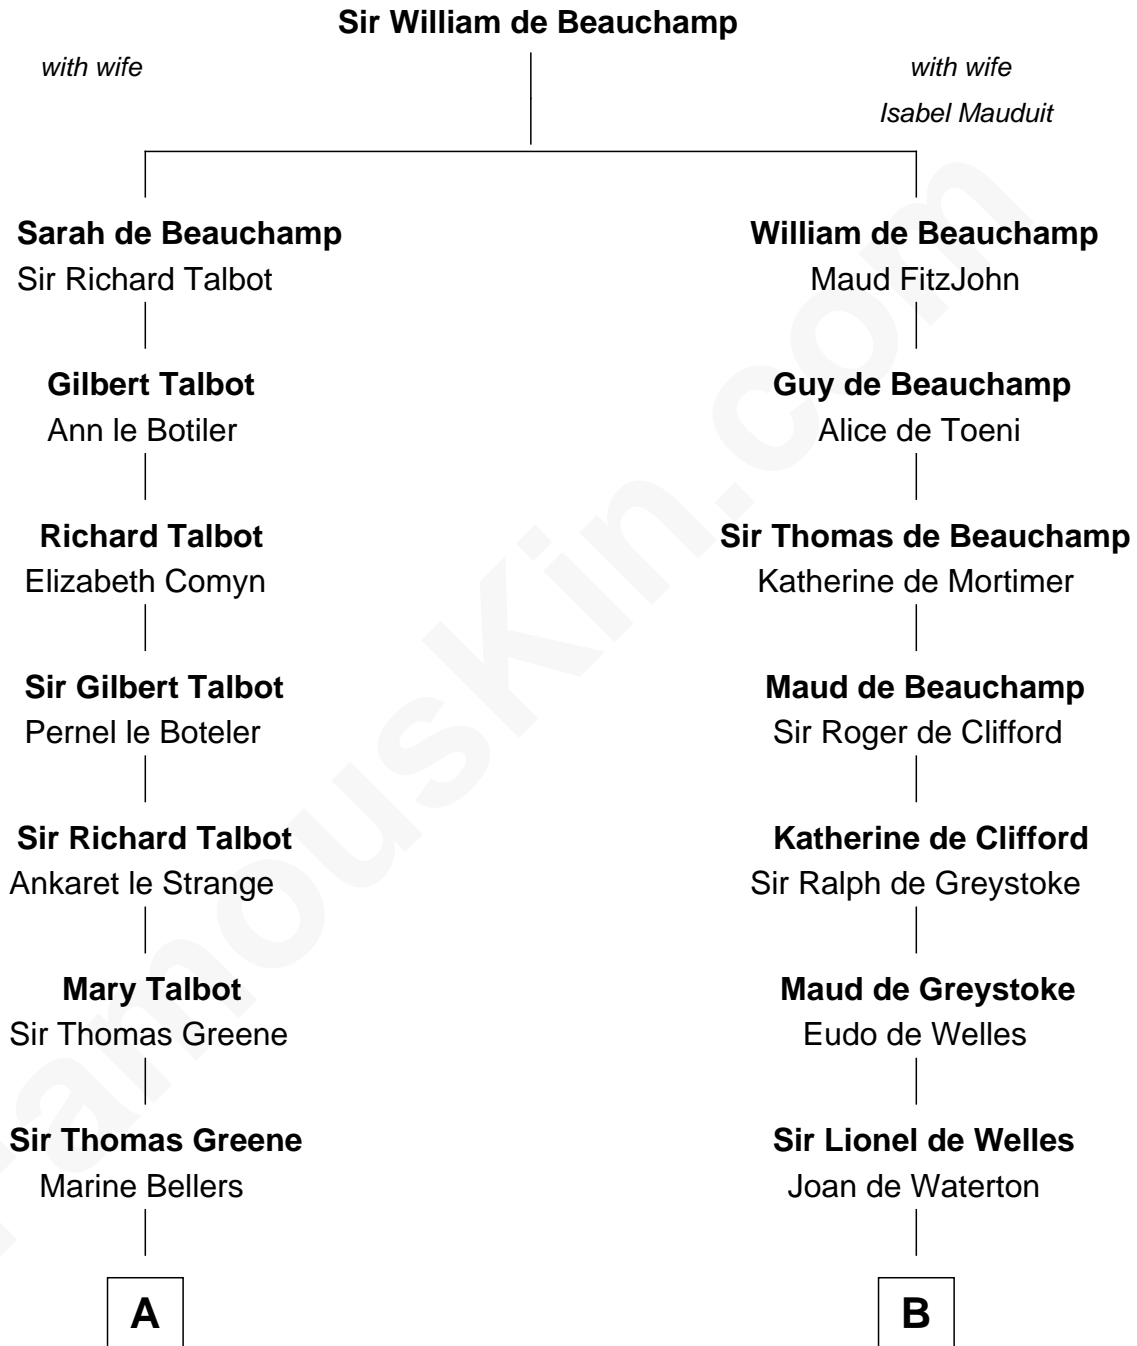 Sir William de Beauchamp
with wife
with wife
Isabel Mauduit
Sarah de Beauchamp
Sir Richard Talbot
William de Beauchamp
Maud FitzJohn
Gilbert Talbot
Ann le Botiler
Guy de Beauchamp
Alice de Toeni
Richard Talbot
Elizabeth Comyn
Sir Thomas de Beauchamp
Katherine de Mortimer
Sir Gilbert Talbot
Pernel le Boteler
Maud de Beauchamp
Sir Roger de Clifford
Sir Richard Talbot
Ankaret le Strange
Katherine de Clifford
Sir Ralph de Greystoke
Mary Talbot
Sir Thomas Greene
Maud de Greystoke
Eudo de Welles
Sir Thomas Greene
Marine Bellers
Sir Lionel de Welles
Joan de Waterton
A
B
FamousKin.com